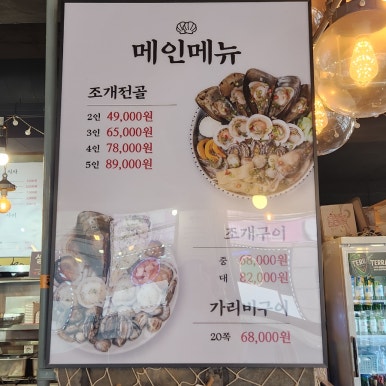 메인메뉴
조개전골
2인 49,000원
3인 65,000원
4인 78,000원
5인 89,000원
조개구이
중 68,000원
대 82,000원
가리비구이
20쪽 68,000원
TERRA